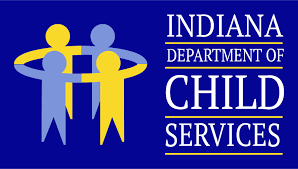 INDIANA
DEPARTMENT OF
CHILD
SERVICES